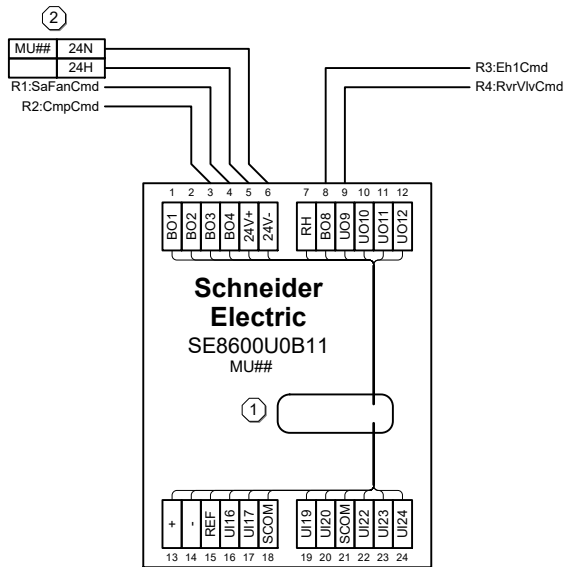 2
MU## 24N
24H
R1:SaFanCmd
R2:CmpCmd
R3:Eh1Cmd
R4:RvrVlvCmd
1 2 3 4 5 6 7 8 9 10 11 12
BO1 BO2 BO3 BO4 24V+ 24V- RH BO8 UO9 UO10 UO11 UO12
Schneider
Electric
SE8600U0B11
MU##
1
+ - REF UI16 UI17 SCOM UI19 UI20 SCOM UI22 UI23 UI24
13 14 15 16 17 18 19 20 21 22 23 24